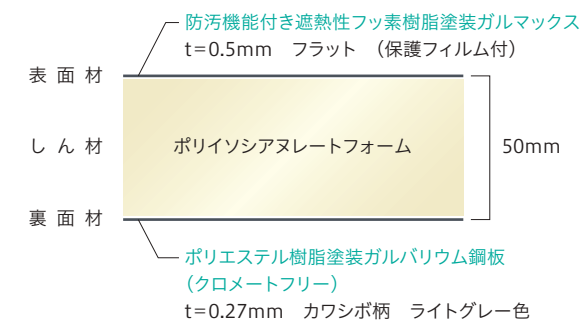 防汚機能付き遮熱性フッ素樹脂塗装ガルマックス
t=0.5mm フラット （保護フィルム付）
表面材
しん材
ポリイソシアヌレートフォーム
50mm
裏面材
ポリエステル樹脂塗装ガルバリウム鋼板
（クロメートフリー）
t=0.27mm カワシボ柄 ライトグレー色